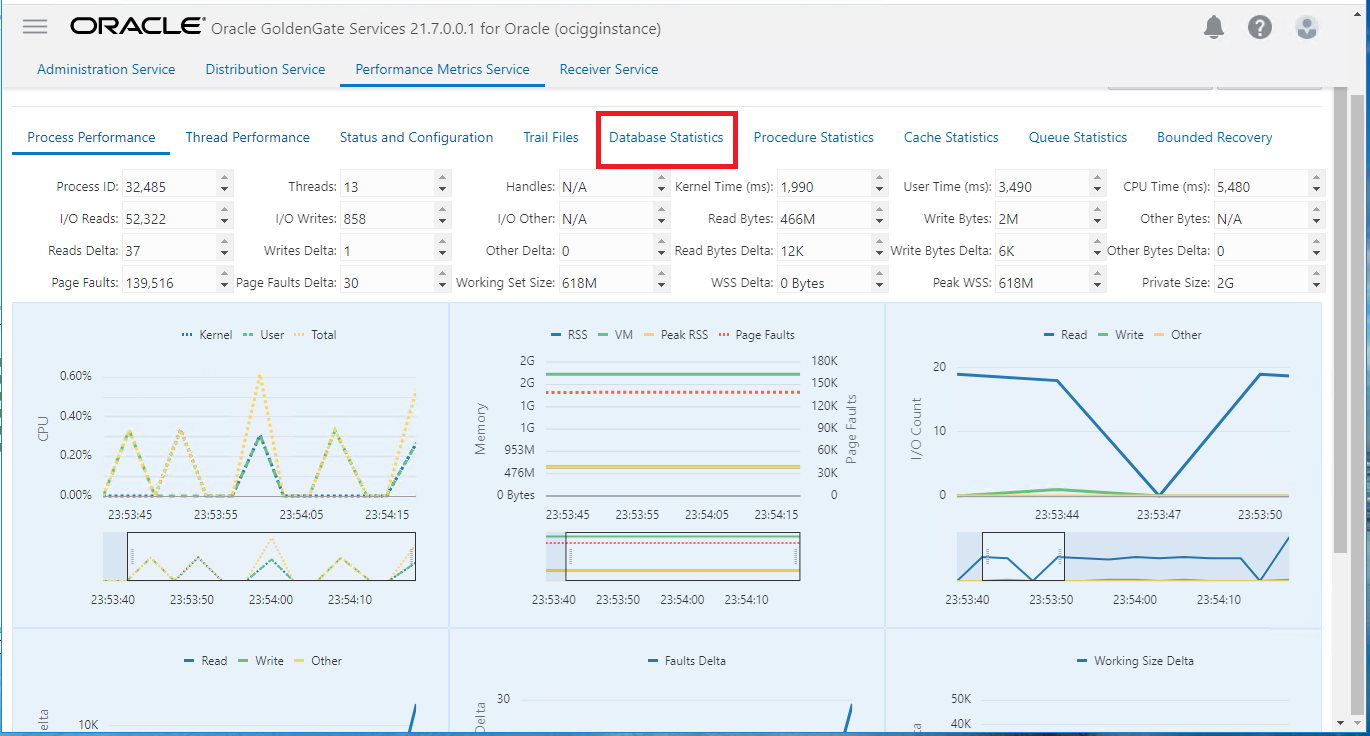 ORACLE® Oracle GoldenGate Services 21.7.0.0.1 for Oracle (ocigginstance)
Administration Service Distribution Service Performance Metrics Service Receiver Service
Process Performance Thread Performance Status and Configuration Trail Files Database Statistics Procedure Statistics Cache Statistics Queue Statistics Bounded Recovery
Process ID: 32,485 Threads: 13 Handles: N/A Kernel Time (ms): 1,990 User Time (ms): 3,490 CPU Time (ms): 5,480
I/O Reads: 52,322 I/O Writes: 858 I/O Other: N/A Read Bytes: 466M Write Bytes: 2M Other Bytes: N/A
Reads Delta: 37 Writes Delta: 1 Other Delta: 0 Read Bytes Delta: 12K Write Bytes Delta: 6K Other Bytes Delta: 0
Page Faults: 139,516 Page Faults Delta: 30 Working Set Size: 618M WSS Delta: 0 Bytes Peak WSS: 618M Private Size: 2G
Kernel User Total
CPU
0.60%
0.40%
0.20%
0.00%
23:53:45 23:53:55 23:54:05 23:54:15
23:53:40 23:53:50 23:54:00 23:54:10
RSS VM Peak RSS Page Faults
Memory
Page Faults
2G 180K
2G 150K
1G 120K
1G 90K
953M 60K
476M 30K
0 Bytes 0
23:53:45 23:53:55 23:54:05 23:54:15
23:53:40 23:53:50 23:54:00 23:54:10
Read Write Other
I/O Count
20
10
0
23:53:44 23:53:47 23:53:50
23:53:40 23:53:50 23:54:00 23:54:10
Read Write Other
10K
Faults Delta
Delta
30
Working Size Delta
50K
40K